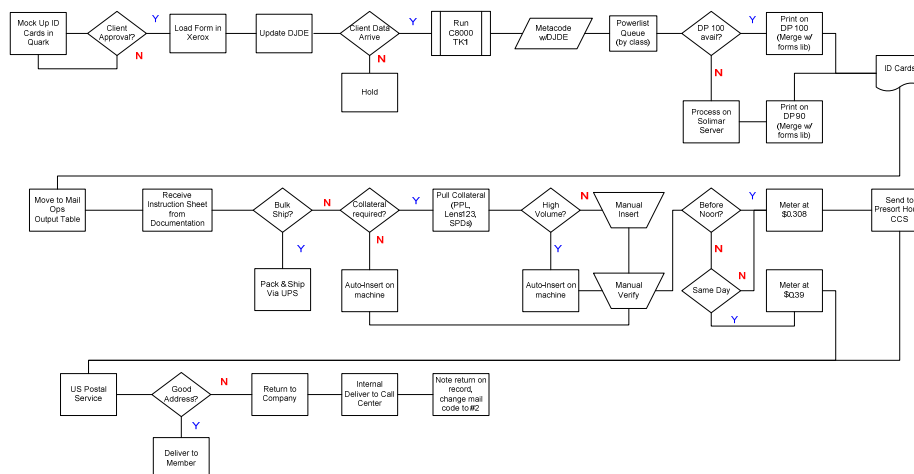 Mock Up ID
Cards in
Quark
Client
Approval?
Y
N
Load Form in
Xerox
Update DJDE
Client Data
Arrive
Y
N
Hold
Run
C8000
TK1
Metacode
w/DJDE
Powerlist
Queue
(by class)
DP 100
avail?
Y
N
Print on
DP 100
(Merge w/
forms lib)
Process on
Solimar
Server
Print on
DP90
(Merge w/
forms lib)
ID Cards
Move to Mail
Ops
Output Table
Receive
Instruction Sheet
from
Documentation
Bulk
Ship?
N
Y
Pack & Ship
Via UPS
Collateral
required?
Y
N
Auto-Insert on
machine
Pull Collateral
(PPL,
Lens123,
SPDs)
High
Volume?
N
Y
Auto-Insert on
machine
Manual
Insert
Manual
Verify
Before
Noon?
Y
N
Same Day
N
Y
Meter at
$0.308
Meter at
$0.39
Send to
Presort Hon
CCS
US Postal
Service
Good
Address?
N
Y
Deliver to
Member
Return to
Company
Internal
Deliver to Call
Center
Note return on
record,
change mail
code to #2